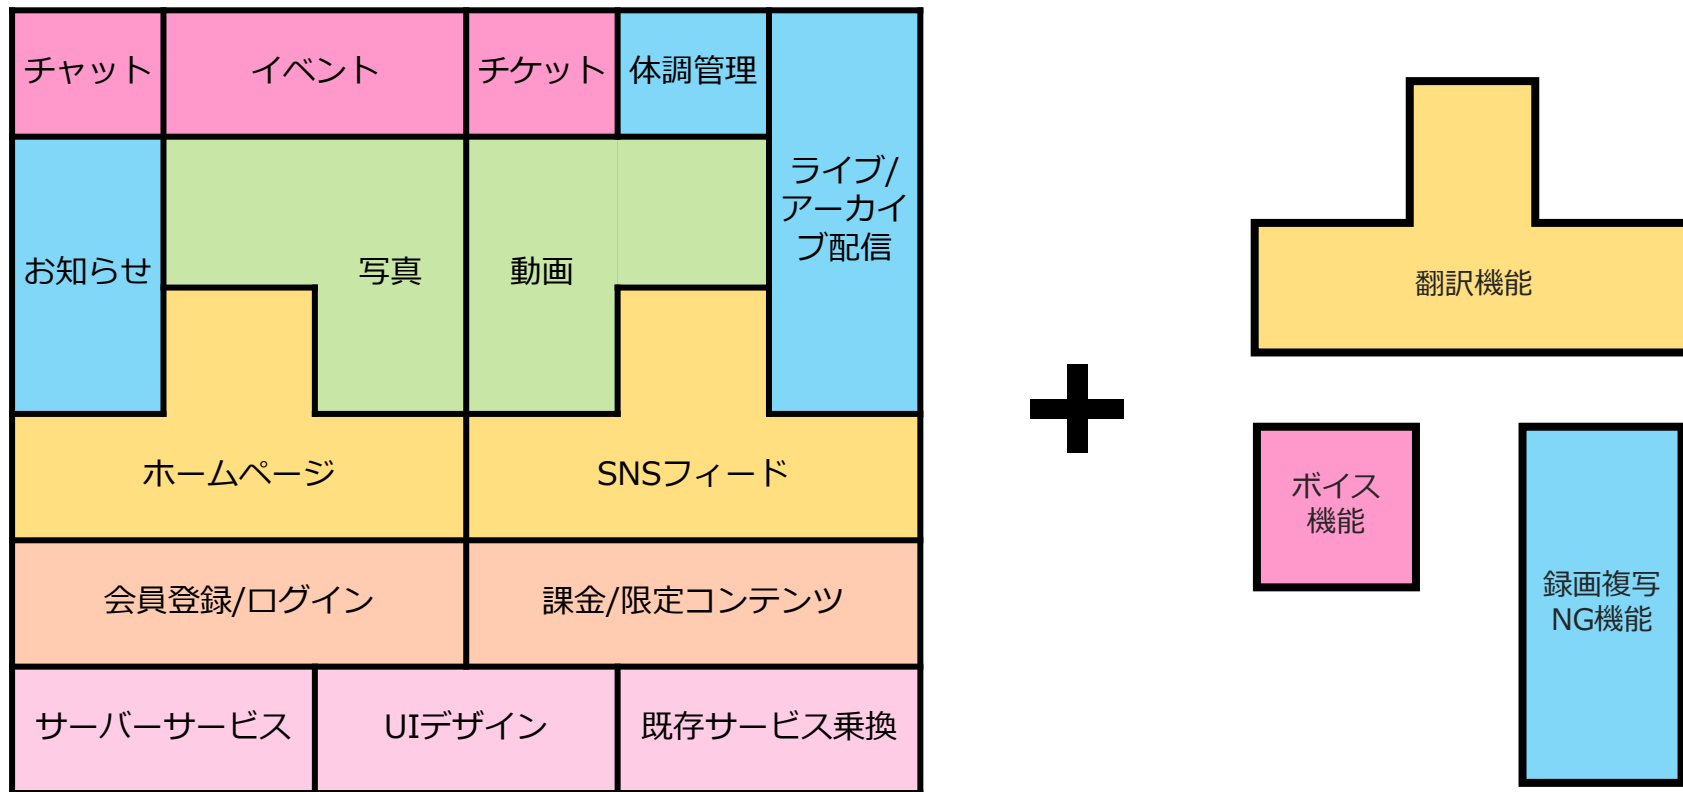 チャット
イベント
チケット
体調管理
ライブ/
アーカイ
ブ配信
お知らせ
写真
動画
ホームページ
SNSフィード
会員登録/ログイン
課金/限定コンテンツ
サーバーサービス
UIデザイン
既存サービス乗換
翻訳機能
ボイス
機能
録画複写
NG機能